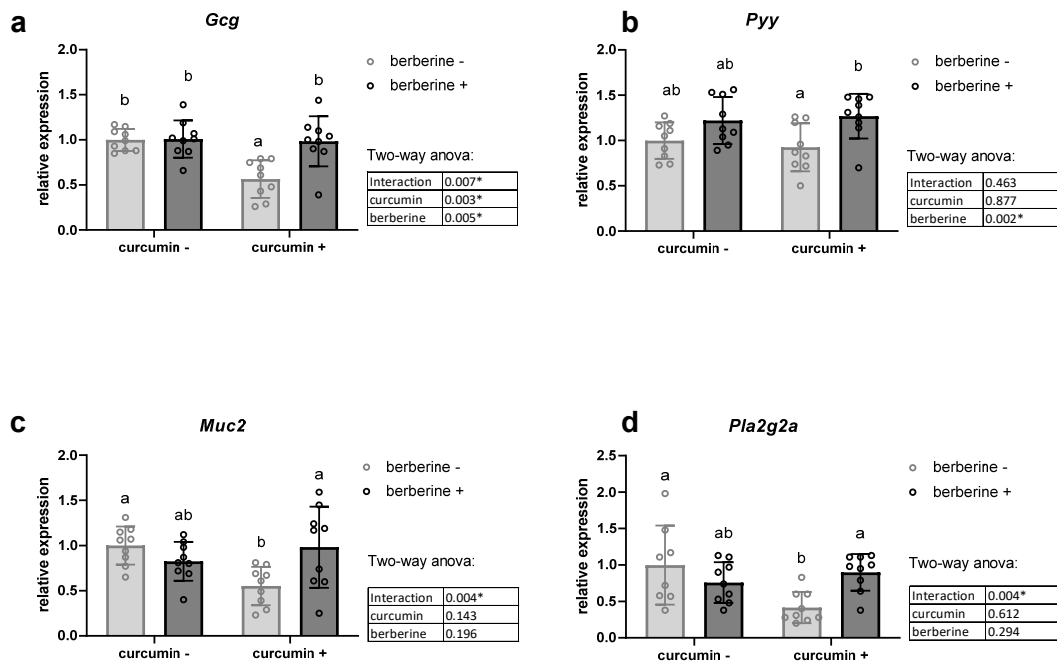 a
Gcg
relative expression
2.0
1.5
1.0
0.5
0.0
b
b
a
b
curcumin -
curcumin +
berberine -
berberine +
Two-way anova:
Interaction 0.007*
curcumin 0.003*
berberine 0.005*
b
Pyy
relative expression
2.0
1.5
1.0
0.5
0.0
ab
ab
a
b
curcumin -
curcumin +
berberine -
berberine +
Two-way anova:
Interaction 0.463
curcumin 0.877
berberine 0.002*
c
Muc2
relative expression
2.0
1.5
1.0
0.5
0.0
a
ab
b
a
curcumin -
curcumin +
berberine -
berberine +
Two-way anova:
Interaction 0.004*
curcumin 0.143
berberine 0.196
d
Pla2g2a
relative expression
2.5
2.0
1.5
1.0
0.5
0.0
a
ab
b
a
curcumin -
curcumin +
berberine -
berberine +
Two-way anova:
Interaction 0.004*
curcumin 0.612
berberine 0.294